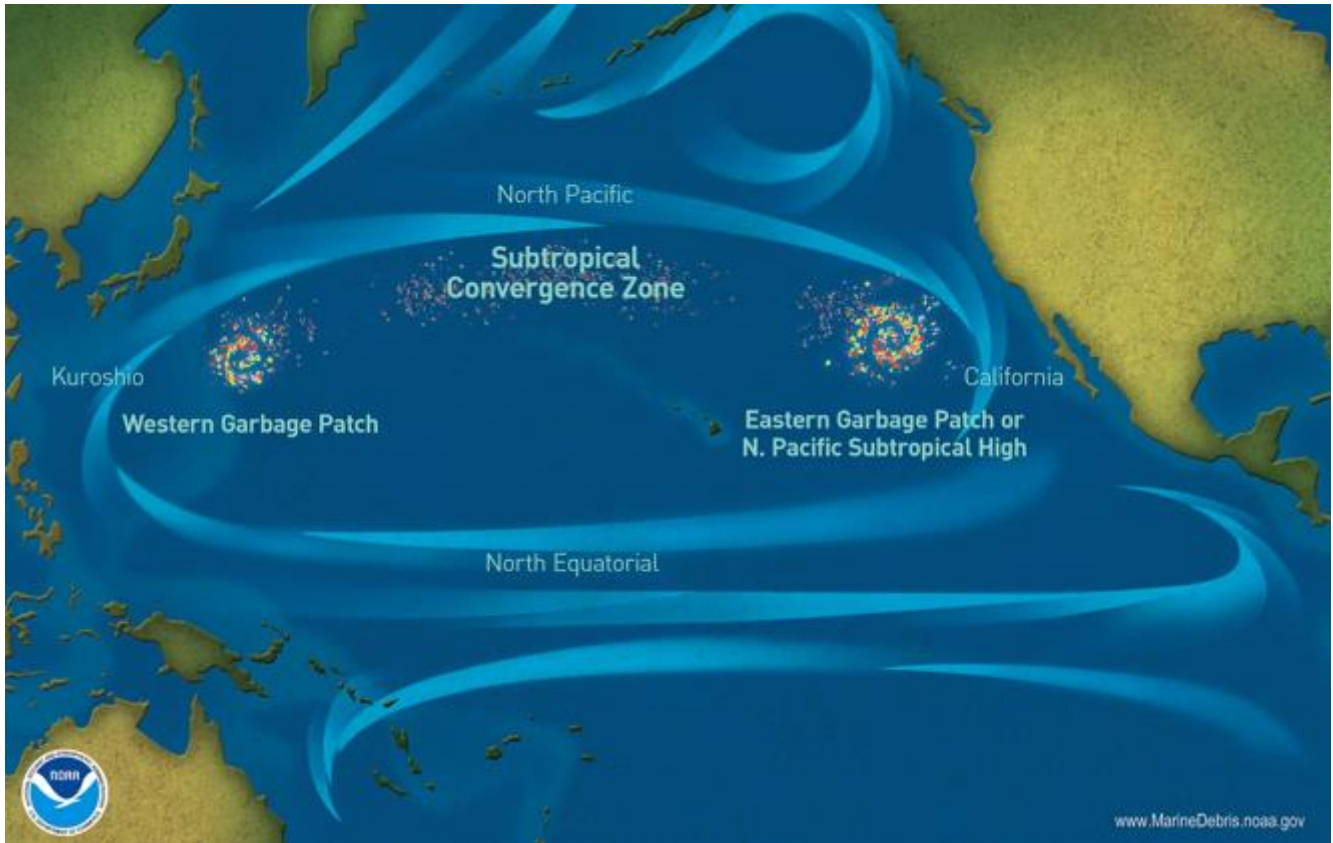 North Pacific
Subtropical
Convergence Zone
Kuroshio
California
Western Garbage Patch
Eastern Garbage Patch or
N. Pacific Subtropical High
North Equatorial
NOAA
www.MarineDebris.noaa.gov